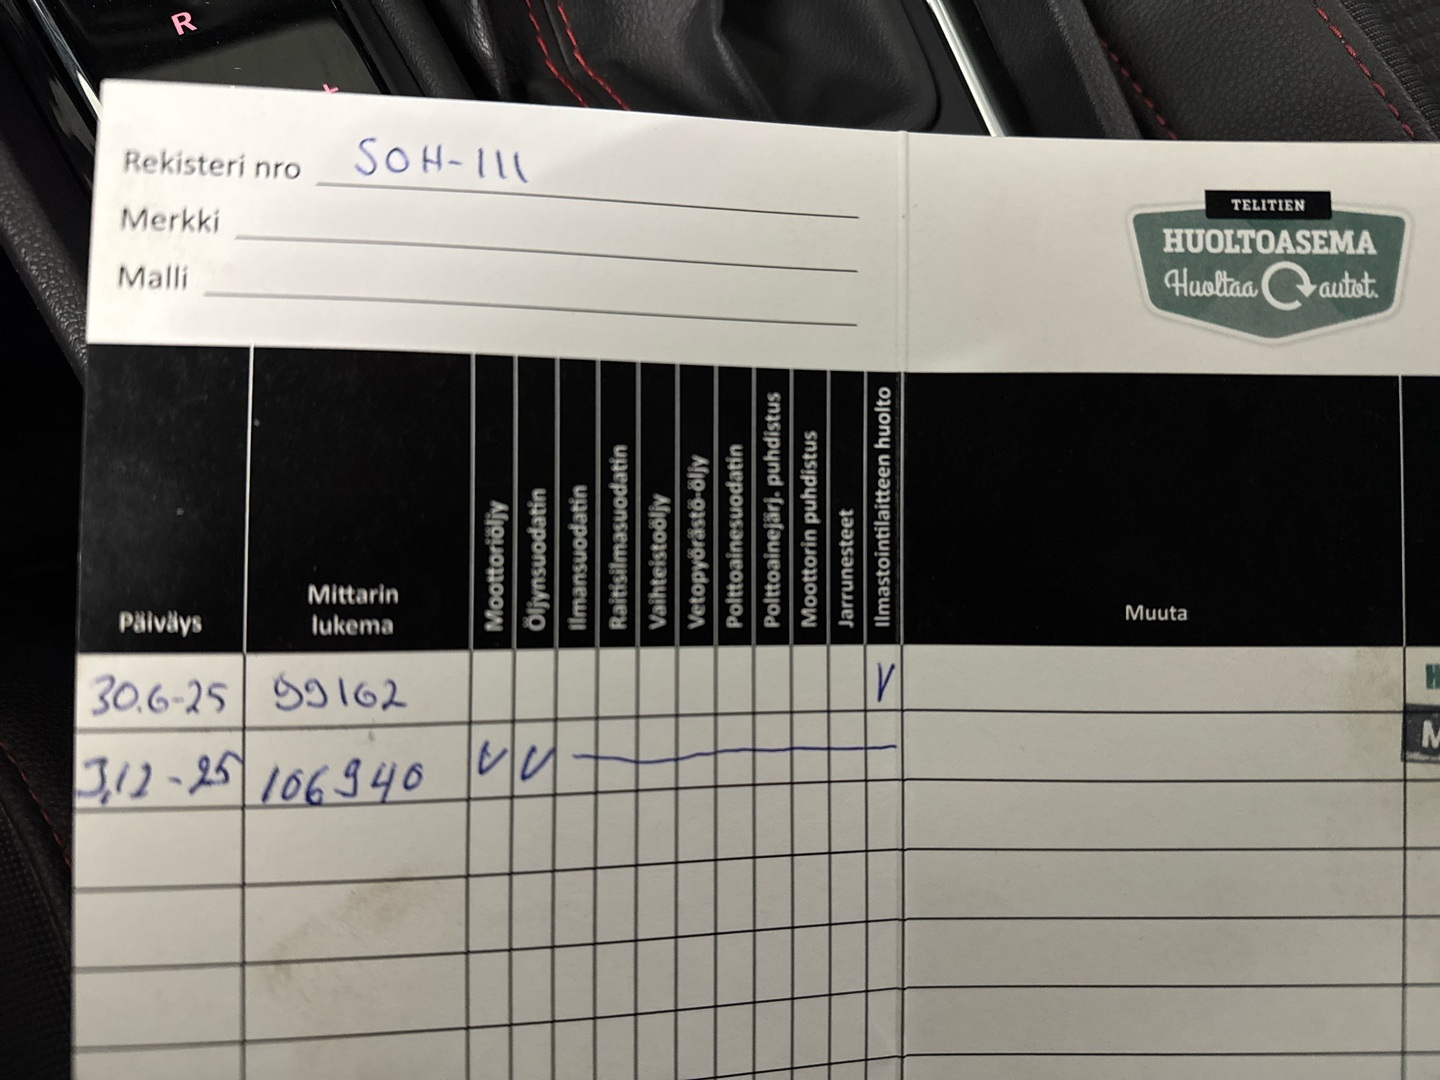 R
Rekisteri nro SOH-111
Merkki
Malli
TELITIEN
HUOLTOASEMA
Huoltaa autot.
Päiväys
Mittarin
lukema
Moottoriöljy
Öljynsuodatin
Ilmansuodatin
Raitisilmasuodatin
Vaihteistoöljy
Vetopyörästö-öljy
Polttoainesuodatin
Polttoainejärj. puhdistus
Moottorin puhdistus
Jarrunesteet
Ilmastointilaitteen huolto
Muuta
30.6-25 99162 V
H
3.12-25 106940 V V
M